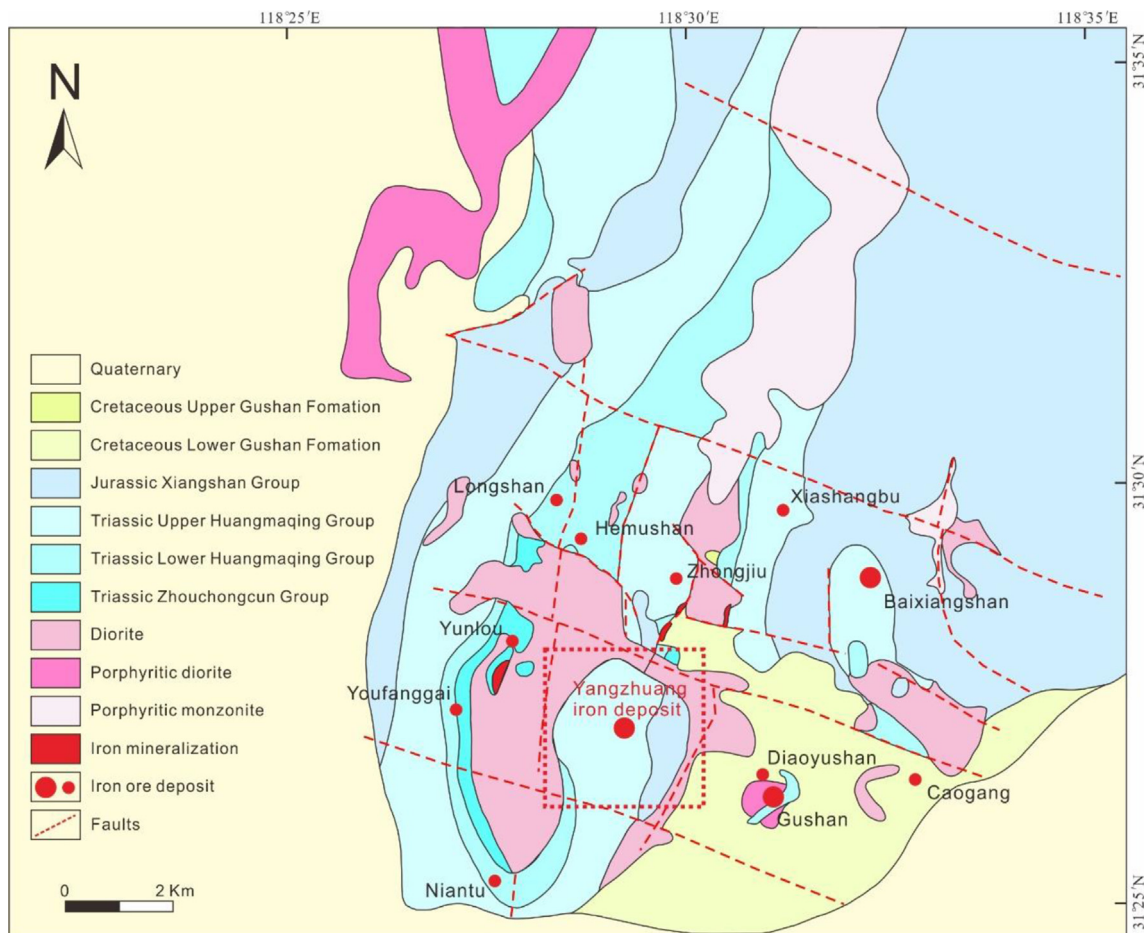 118°25′E
118°30′E
118°35′E
N
31°35′N
Quaternary
Cretaceous Upper Gushan Fomation
Cretaceous Lower Gushan Fomation
Jurassic Xiangshan Group
Triassic Upper Huangmaqing Group
Triassic Lower Huangmaqing Group
Triassic Zhouchongcun Group
Diorite
Porphyritic diorite
Porphyritic monzonite
Iron mineralization
Iron ore deposit
Faults
0
2 Km
Longshan
Hemushan
Xiashangbu
31°30′N
Zhongjiu
Baixiangshan
Yunlou
Youfanggai
Yangzhuang
iron deposit
Diaoyushan
Caogang
Gushan
Niantu
31°25′N